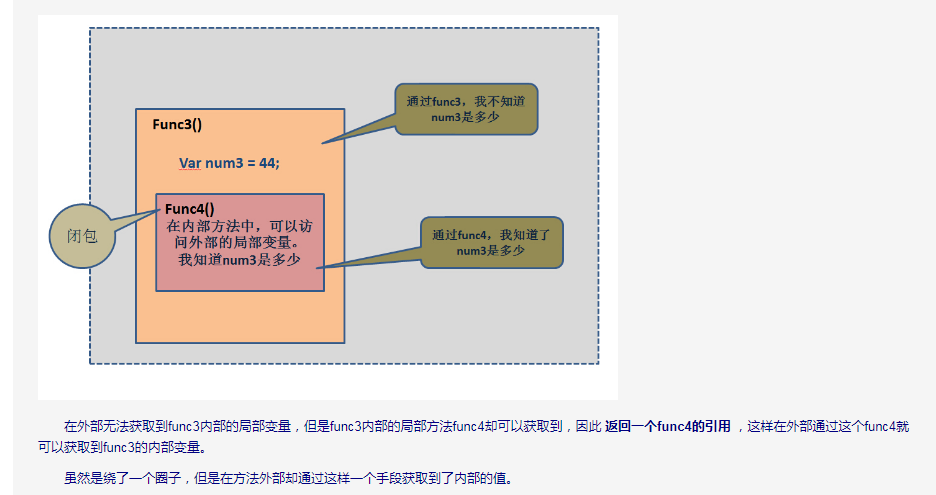 通过func3，我不知道
num3是多少
Func3()
Var num3 = 44;
Func4()
在内部方法中，可以访
问外部的局部变量。
我知道num3是多少
闭包
通过func4，我知道了
num3是多少
在外部无法获取到func3内部的局部变量，但是func3内部的局部方法func4却可以获取到，因此 返回一个func4的引用 ，这样在外部通过这个func4就
可以获取到func3的内部变量。
虽然是绕了一个圈子，但是在方法外部却通过这样一个手段获取到了内部的值。